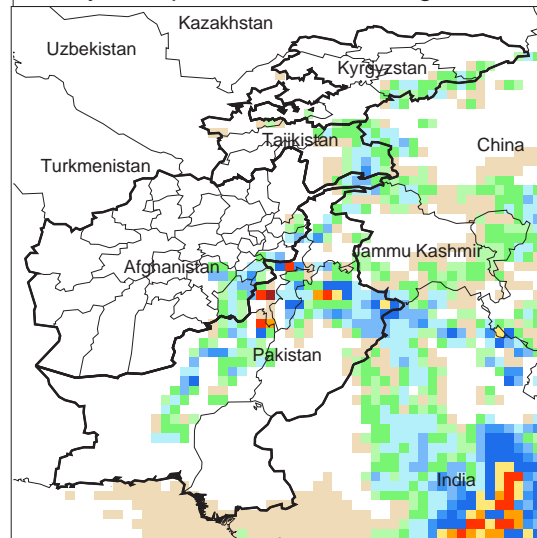 Kazakhstan
Uzbekistan
Kyrgyzstan
Tajikistan
China
Turkmenistan
Jammu Kashmir
Afghanistan
Pakistan
India